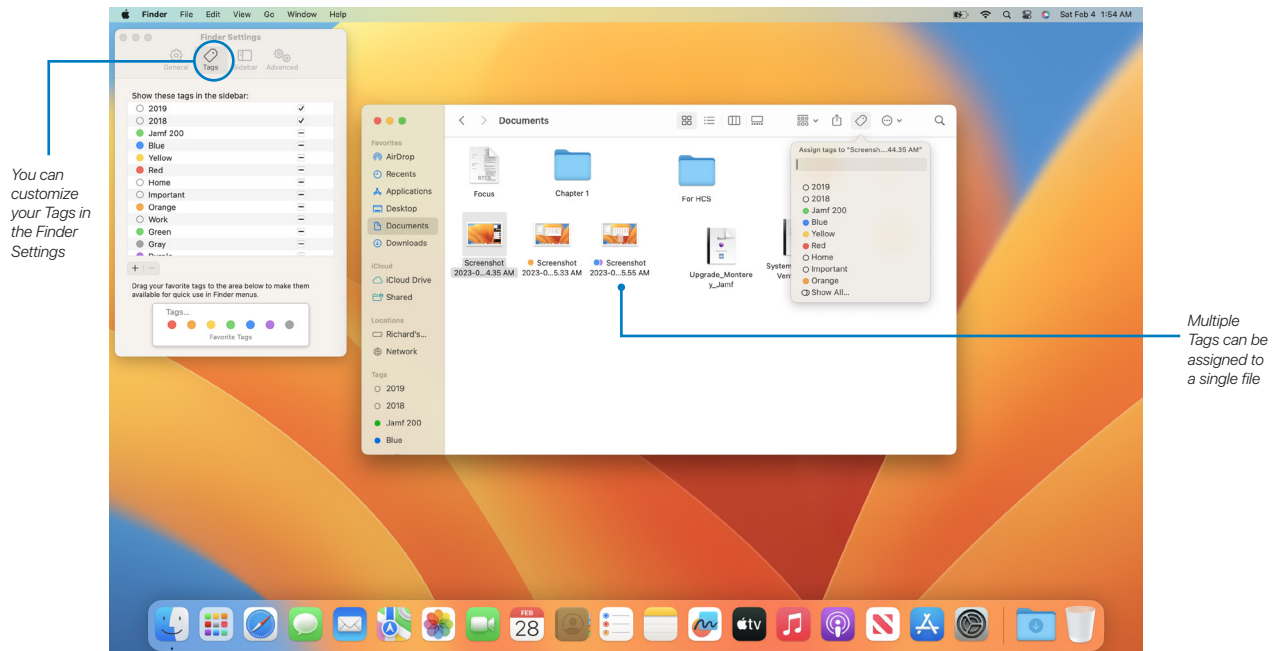 Finder File Edit View Go Window Help
Sat Feb 4 1:54 AM
Finder Settings
General Tags Sidebar Advanced
Show these tags in the sidebar:
2019
2018
Jamf 200
Blue
Yellow
Red
Home
Important
Orange
Work
Green
Gray
Purple
+ −
Drag your favorite tags to the area below to make them
available for quick use in Finder menus.
Tags...
Favorite Tags
You can
customize
your Tags in
the Finder
Settings
Documents
Favorites
AirDrop
Recents
Applications
Desktop
Documents
Downloads
iCloud
iCloud Drive
Shared
Locations
Richard's...
Network
Tags
2019
2018
Jamf 200
Blue
Focus
Chapter 1
For HCS
Screenshot
2023-0...4.35 AM
Screenshot
2023-0...5.33 AM
Screenshot
2023-0...5.55 AM
Upgrade_Montere
y_Jamf
System
Ven
Assign tags to "Screensh....44.35 AM"
2019
2018
Jamf 200
Blue
Yellow
Red
Home
Important
Orange
Show All...
Multiple
Tags can be
assigned to
a single file
FEB
28
tv